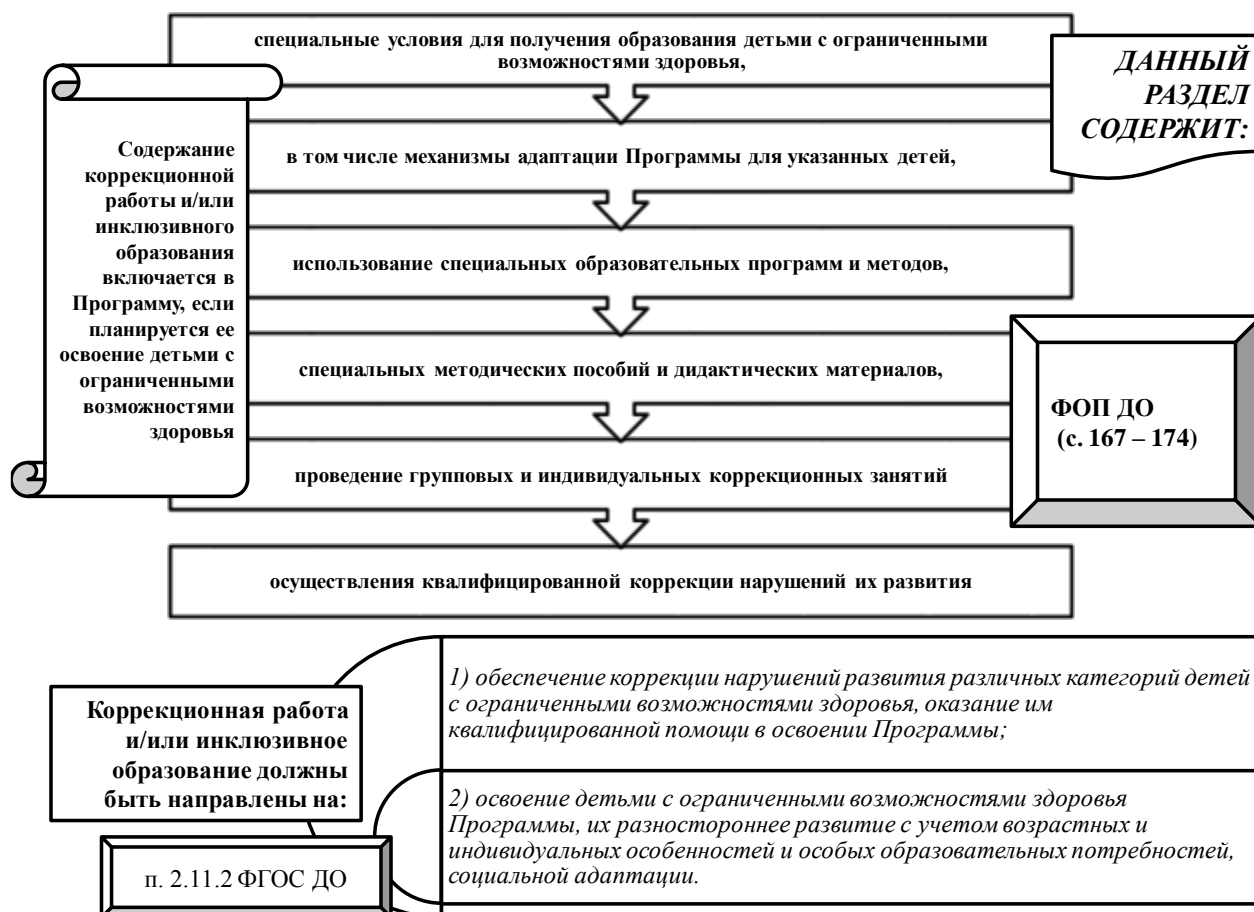 специальные условия для получения образования детьми с ограниченными
возможностями здоровья,
ДАННЫЙ
РАЗДЕЛ
СОДЕРЖИТ:
Содержание
коррекционной
работы и/или
инклюзивного
образования
включается в
Программу, если
планируется ее
освоение детьми с
ограниченными
возможностями
здоровья
в том числе механизмы адаптации Программы для указанных детей,
использование специальных образовательных программ и методов,
специальных методических пособий и дидактических материалов,
ФОП ДО
(с. 167 – 174)
проведение групповых и индивидуальных коррекционных занятий
осуществления квалифицированной коррекции нарушений их развития
Коррекционная работа
и/или инклюзивное
образование должны
быть направлены на:
п. 2.11.2 ФГОС ДО
1) обеспечение коррекции нарушений развития различных категорий детей
с ограниченными возможностями здоровья, оказание им
квалифицированной помощи в освоении Программы;
2) освоение детьми с ограниченными возможностями здоровья
Программы, их разностороннее развитие с учетом возрастных и
индивидуальных особенностей и особых образовательных потребностей,
социальной адаптации.